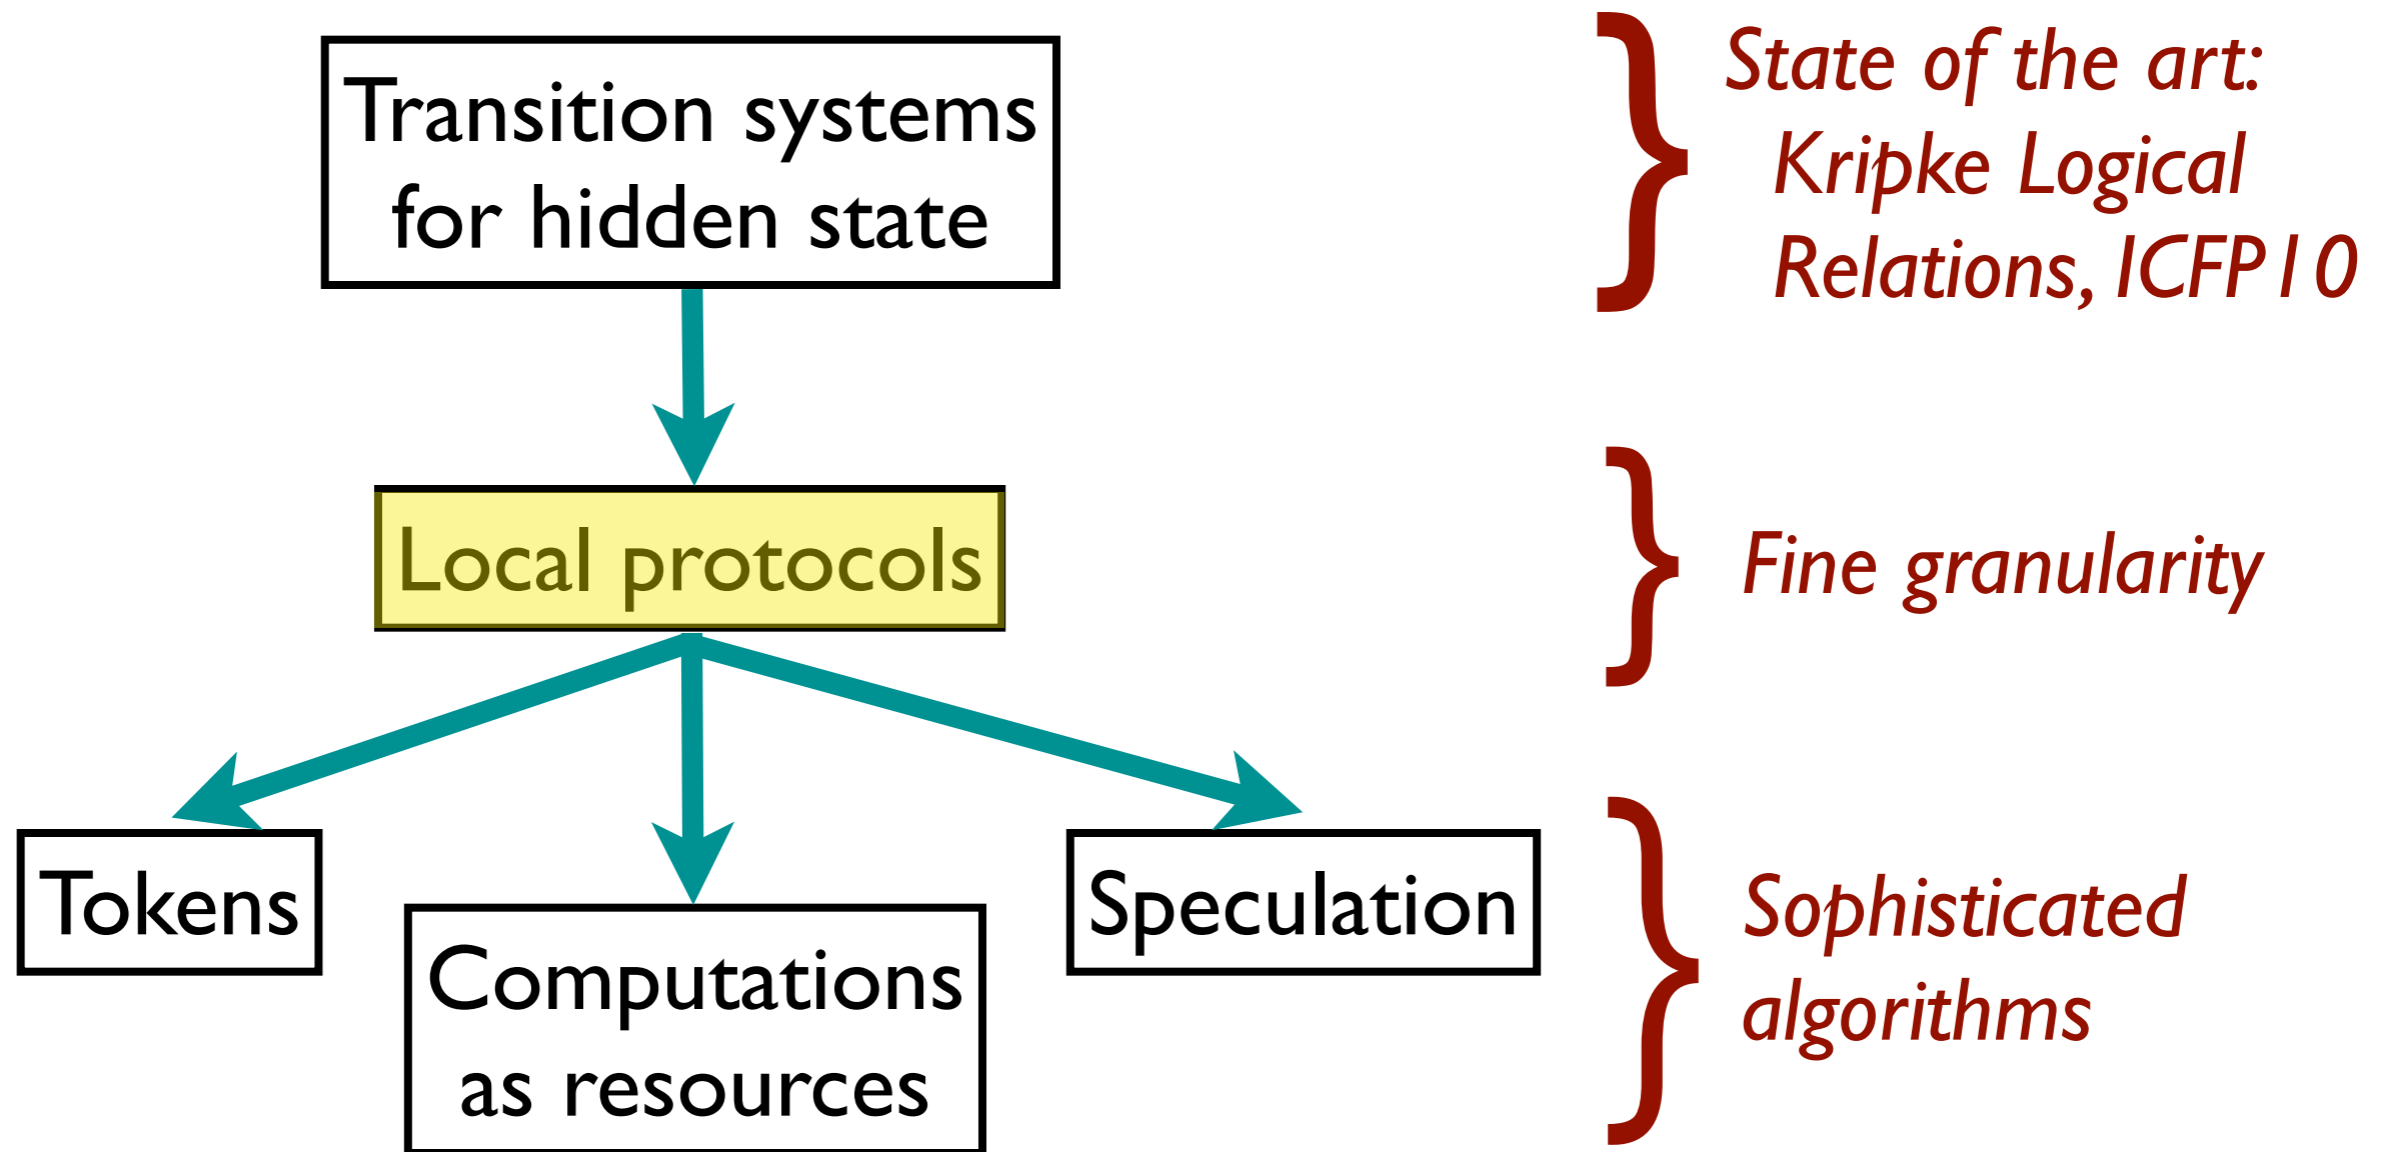 Transition systems
for hidden state
State of the art:
Kripke Logical
Relations, ICFP10
Local protocols
Fine granularity
Tokens
Computations
as resources
Speculation
Sophisticated
algorithms